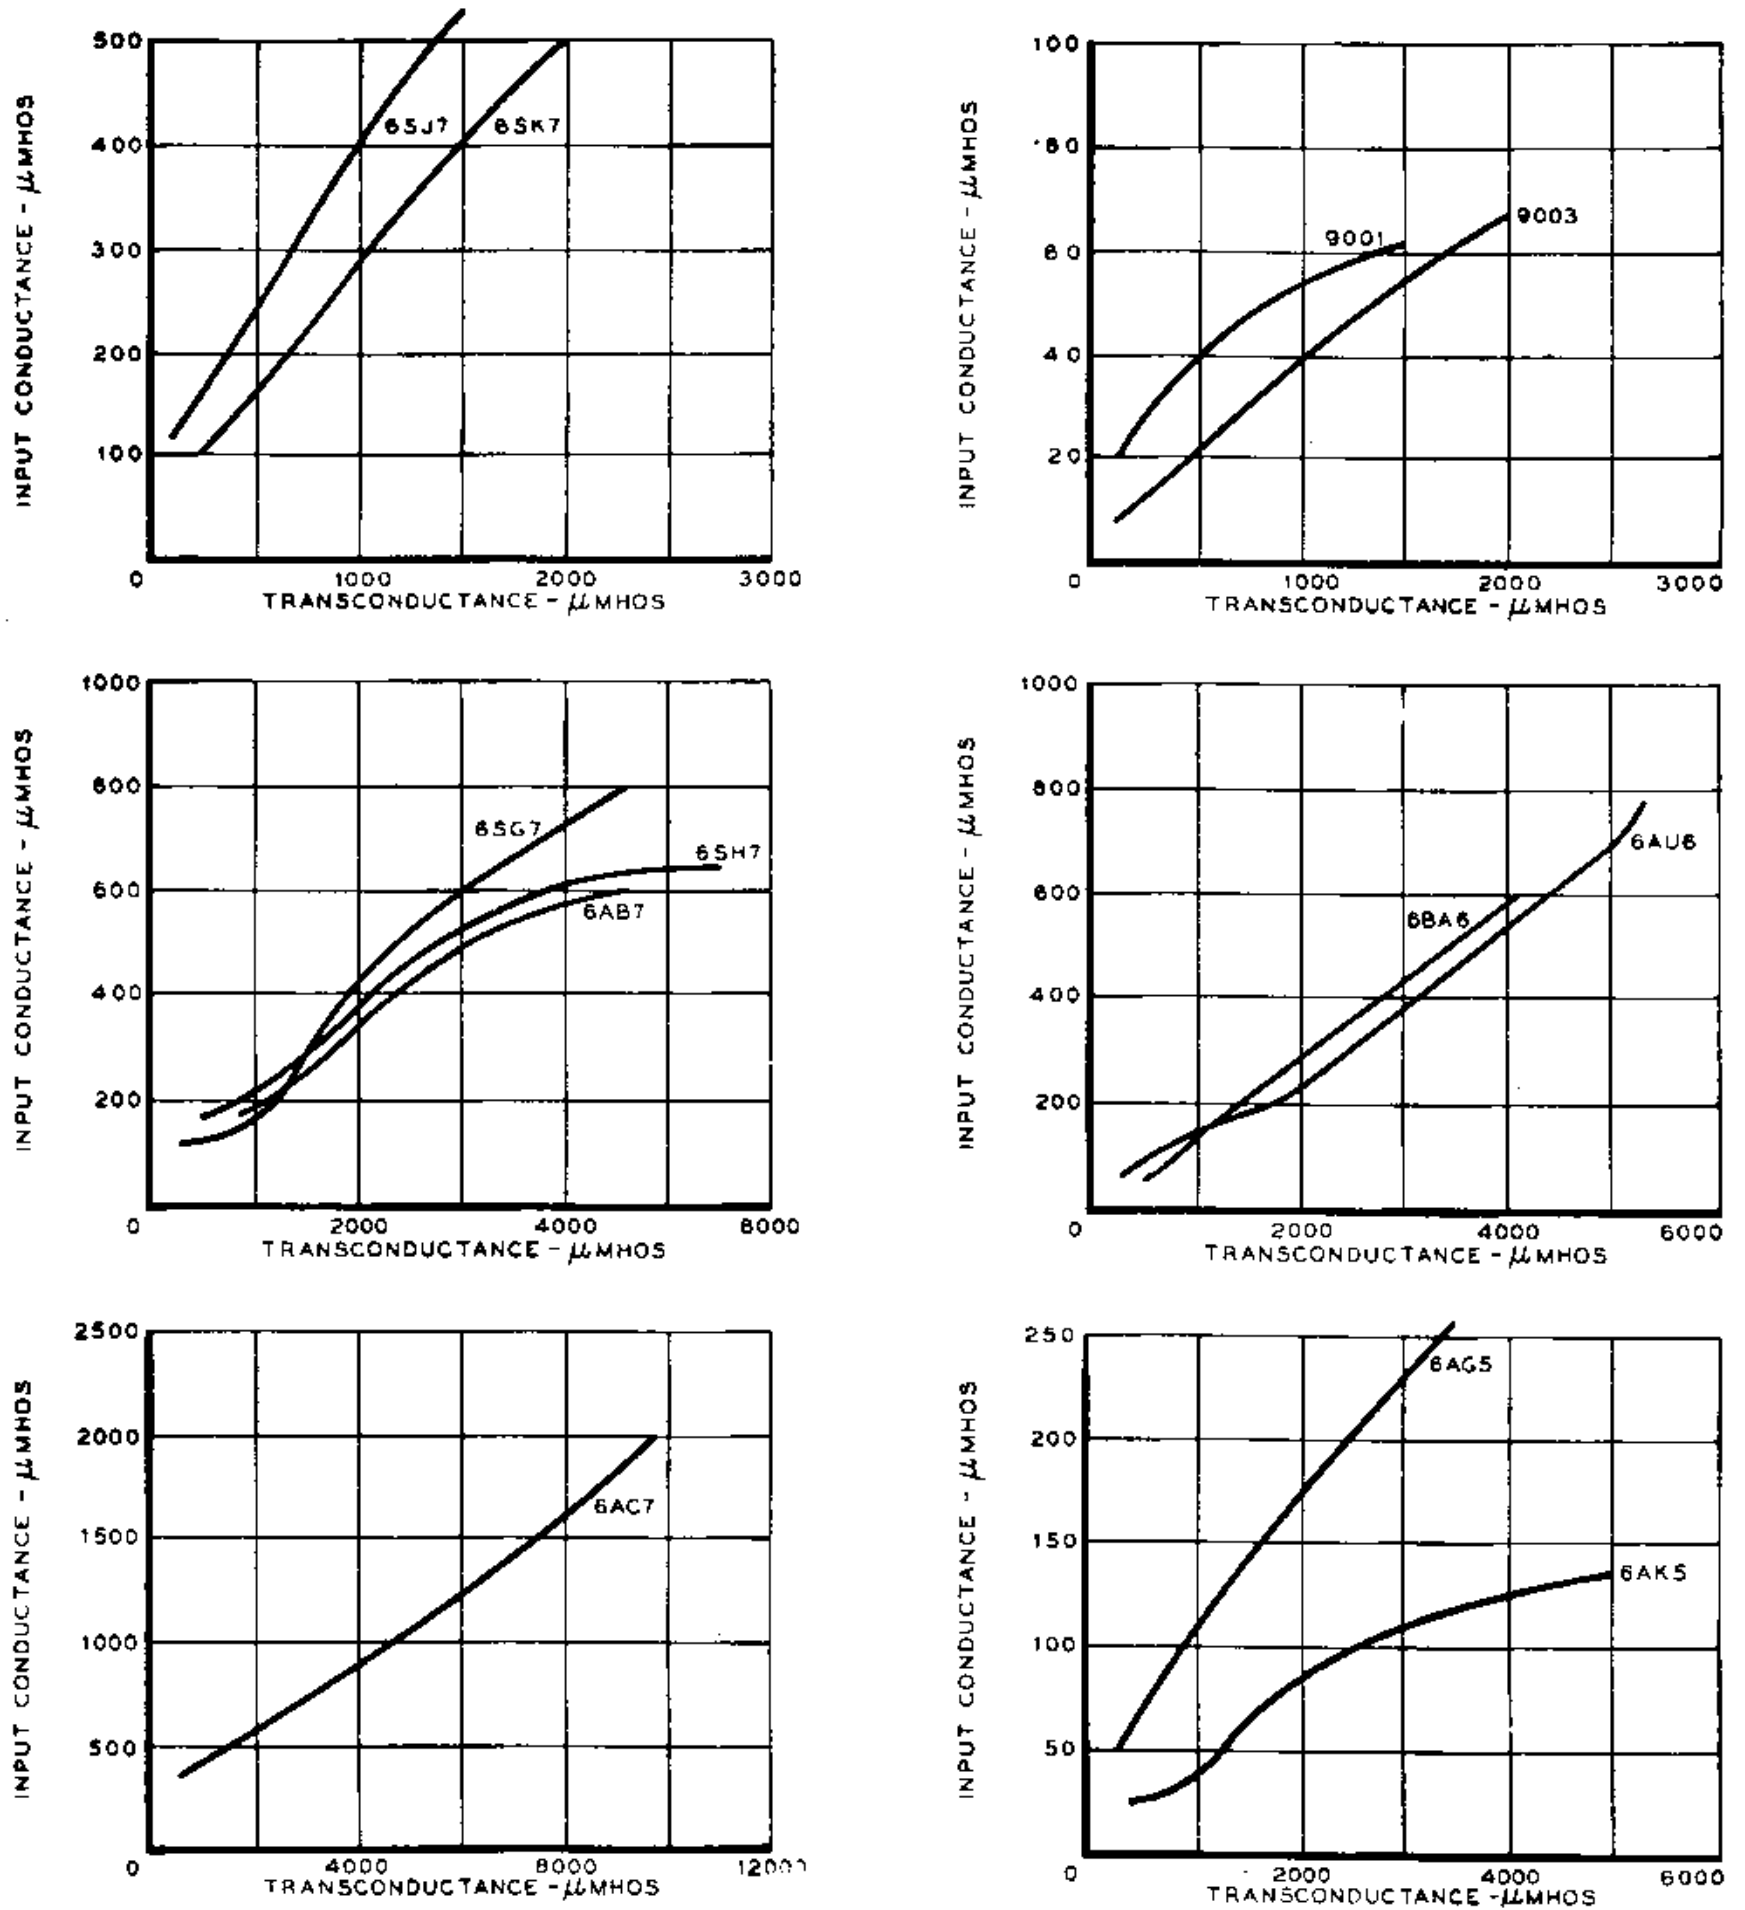 500
400
300
200
100
0
1000
2000
3000
INPUT CONDUCTANCE - μMHOS
TRANSCONDUCTANCE - μMHOS
6SJ7
6SK7
100
80
60
40
20
0
1000
2000
3000
INPUT CONDUCTANCE - μMHOS
TRANSCONDUCTANCE - μMHOS
9001
9003
1000
800
600
400
200
0
2000
4000
6000
INPUT CONDUCTANCE - μMHOS
TRANSCONDUCTANCE - μMHOS
6SG7
6SH7
6AB7
1000
800
600
400
200
0
2000
4000
6000
INPUT CONDUCTANCE - μMHOS
TRANSCONDUCTANCE - μMHOS
6AU6
6BA6
2500
2000
1500
1000
500
0
4000
8000
12000
INPUT CONDUCTANCE - μMHOS
TRANSCONDUCTANCE - μMHOS
6AC7
250
200
150
100
50
0
2000
4000
6000
INPUT CONDUCTANCE - μMHOS
TRANSCONDUCTANCE - μMHOS
6AG5
6AK5